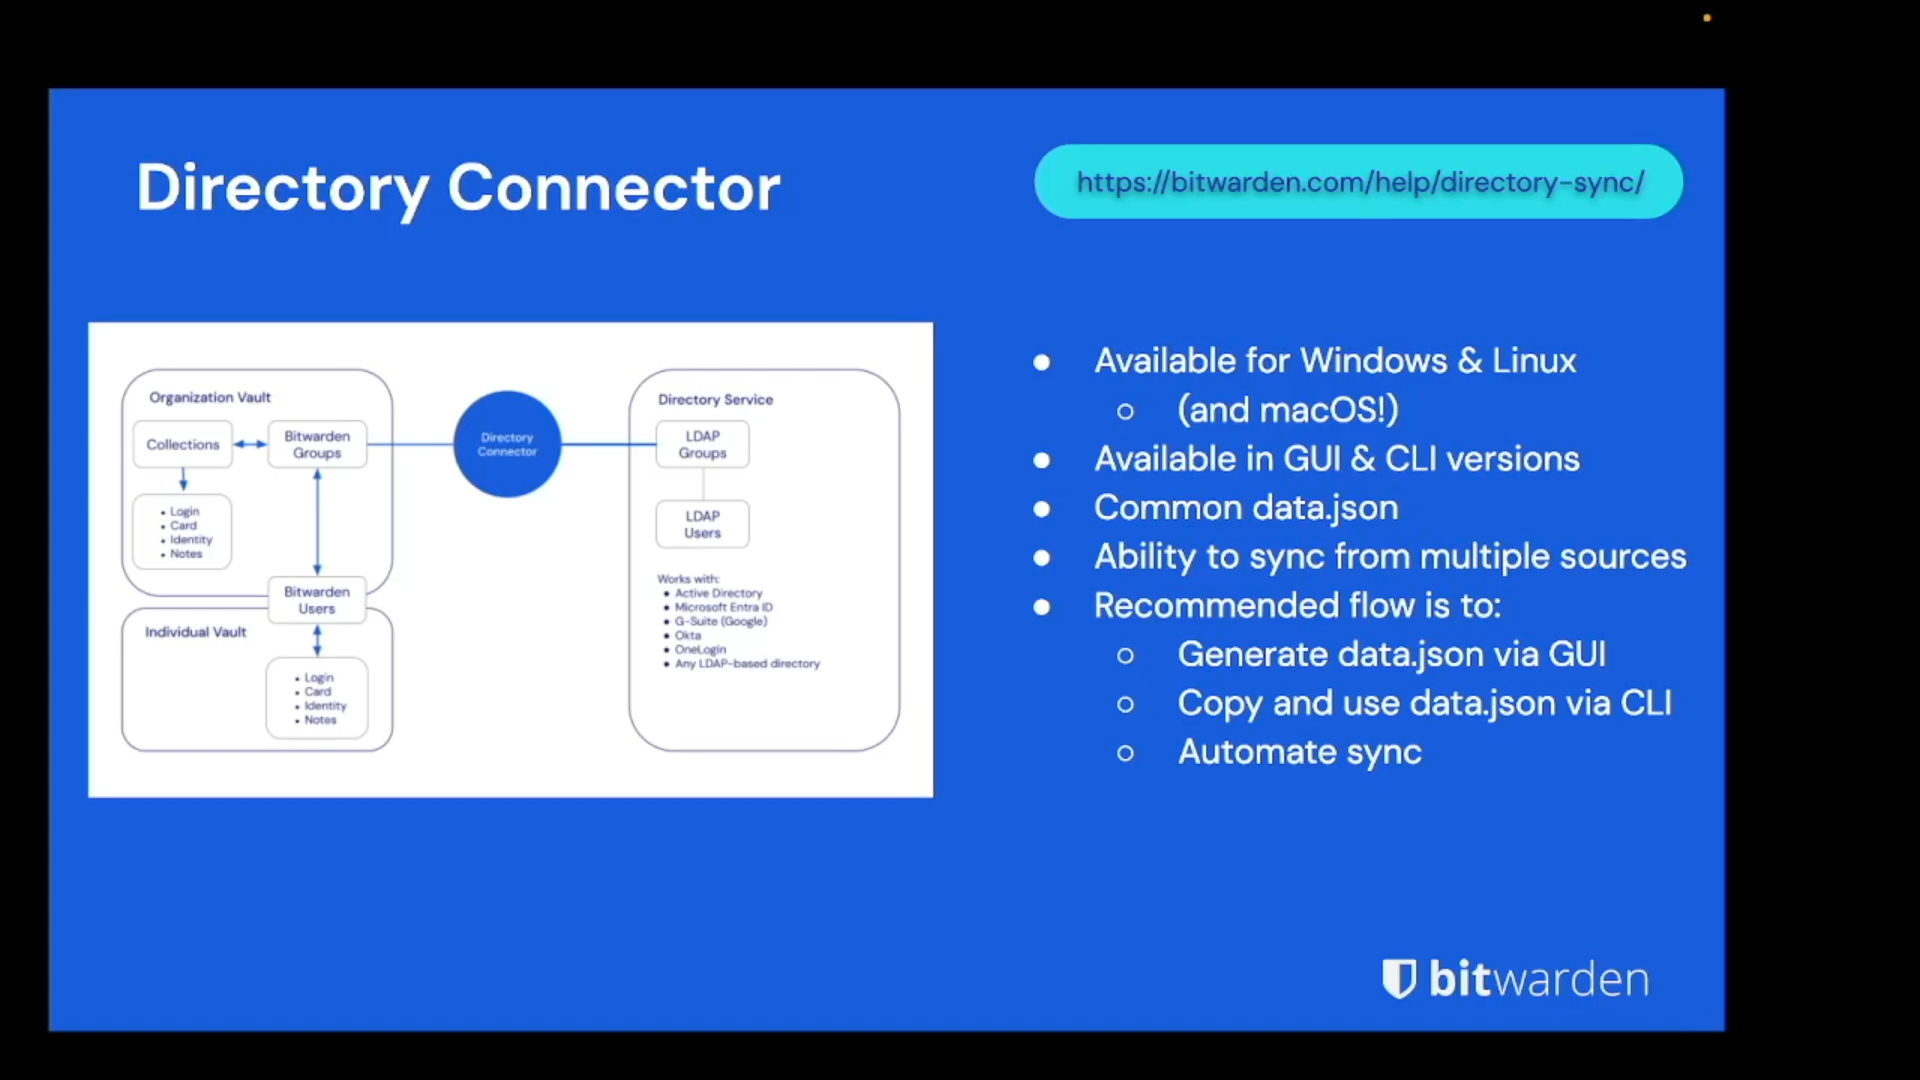 Directory Connector
https://bitwarden.com/help/directory-sync/
Organization Vault
Collections
Bitwarden
Groups
• Login
• Card
• Identity
• Notes
Bitwarden
Users
Individual Vault
• Login
• Card
• Identity
• Notes
Directory
Connector
Directory Service
LDAP
Groups
LDAP
Users
Works with:
• Active Directory
• Microsoft Entra ID
• G-Suite (Google)
• Okta
• OneLogin
• Any LDAP-based directory
● Available for Windows & Linux
○ (and macOS!)
● Available in GUI & CLI versions
● Common data.json
● Ability to sync from multiple sources
● Recommended flow is to:
○ Generate data.json via GUI
○ Copy and use data.json via CLI
○ Automate sync
bitwarden